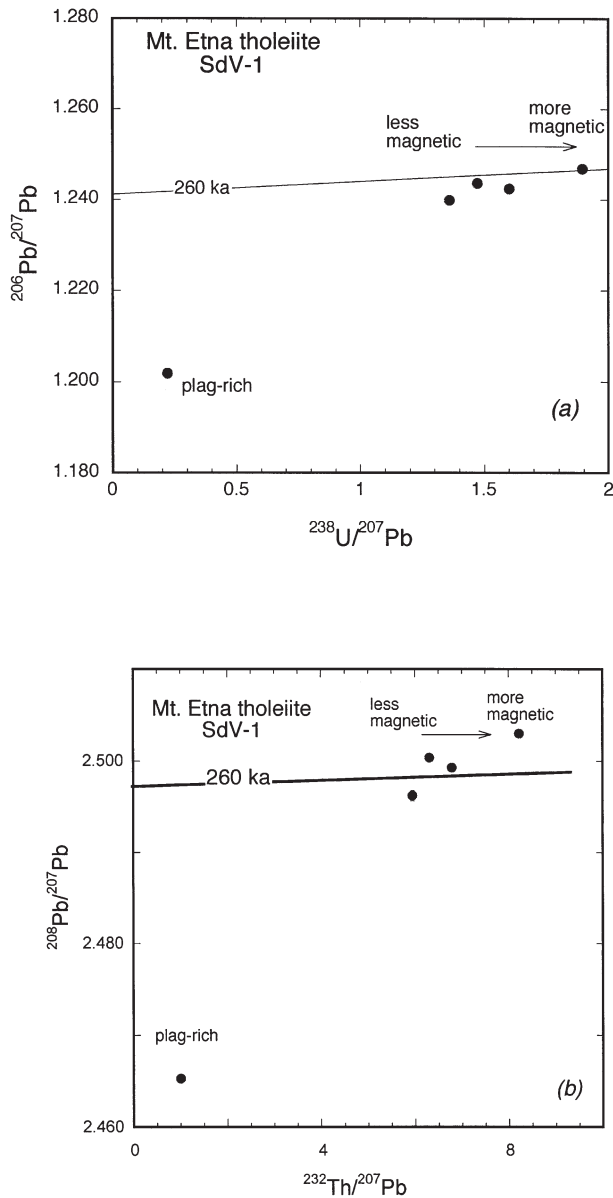 1.280
Mt. Etna tholeiite
SdV-1
1.260
less
magnetic
more
magnetic
1.240
260 ka
206Pb/207Pb
1.220
1.200
plag-rich
(a)
1.180
0
0.5
1
1.5
2
238U/207Pb
Mt. Etna tholeiite
SdV-1
less
magnetic
more
magnetic
2.500
260 ka
208Pb/207Pb
2.480
plag-rich
(b)
2.460
0
4
8
232Th/207Pb